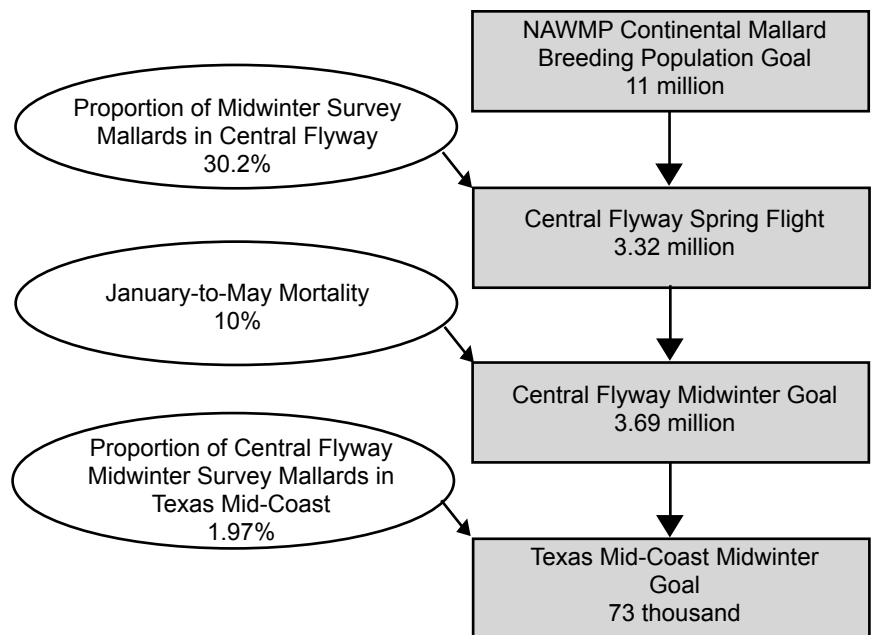 NAWMP Continental Mallard
Breeding Population Goal
11 million
Proportion of Midwinter Survey
Mallards in Central Flyway
30.2%
Central Flyway Spring Flight
3.32 million
January-to-May Mortality
10%
Central Flyway Midwinter Goal
3.69 million
Proportion of Central Flyway
Midwinter Survey Mallards in
Texas Mid-Coast
1.97%
Texas Mid-Coast Midwinter
Goal
73 thousand